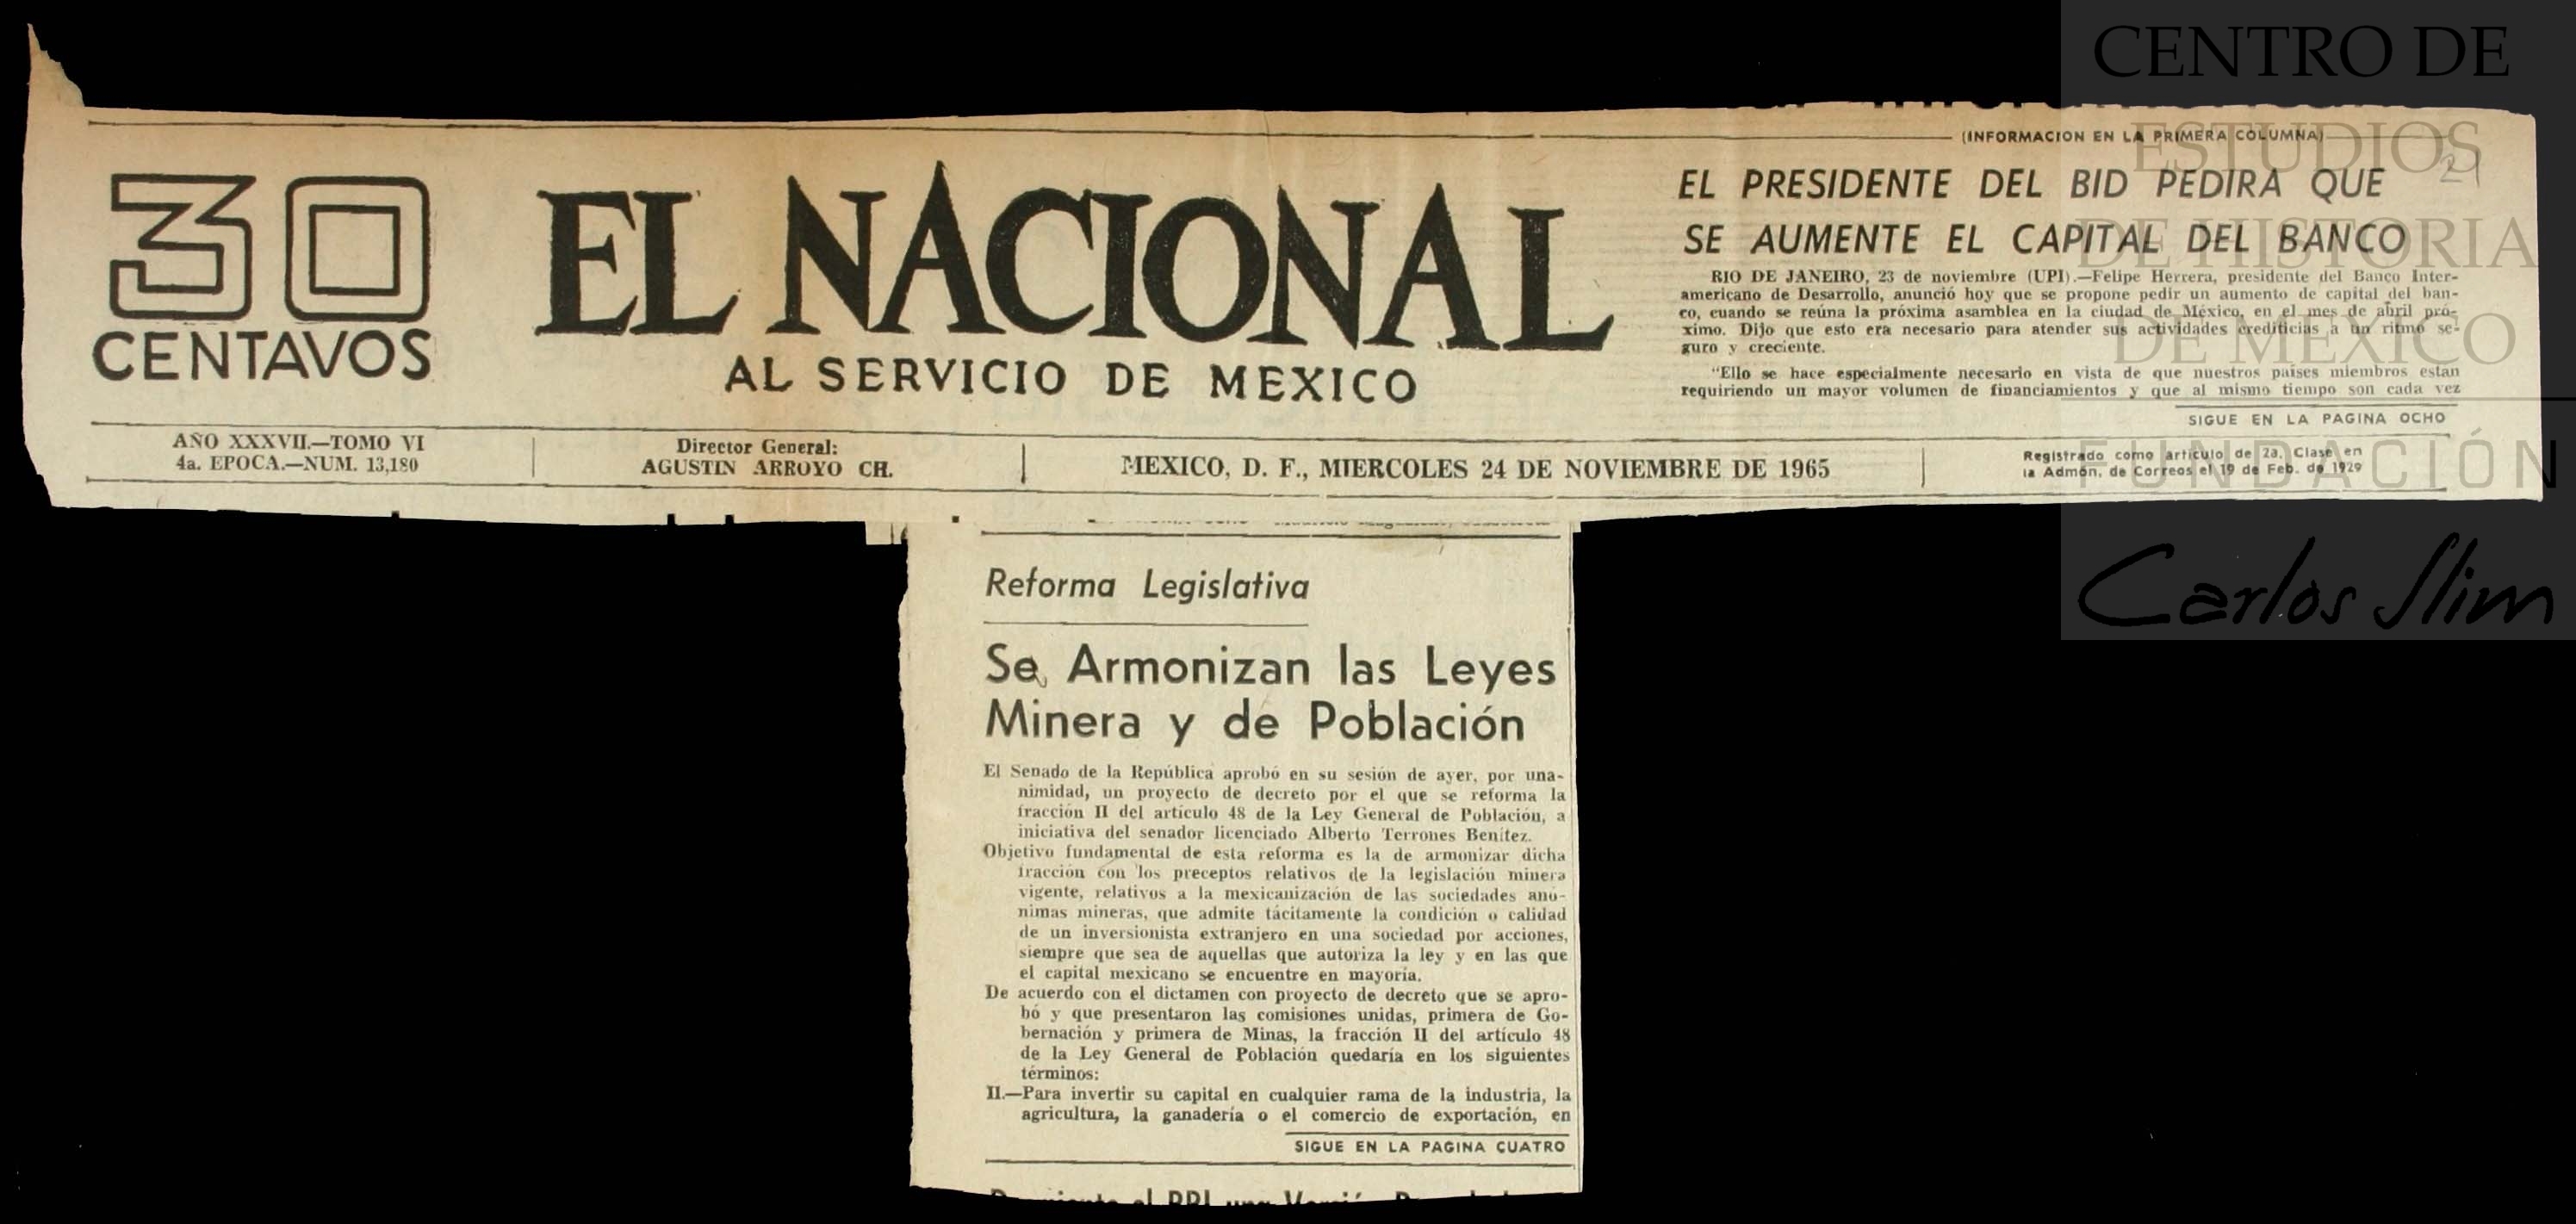 (INFORMACION EN LA PRIMERA COLUMNA)
30
CENTAVOS
EL NACIONAL
AL SERVICIO DE MEXICO
EL PRESIDENTE DEL BID PEDIRA QUE
SE AUMENTE EL CAPITAL DEL BANCO
RIO DE JANEIRO, 23 de noviembre (UPI).—Felipe Herrera, presidente del Banco Inter-
americano de Desarrollo, anunció hoy que se propone pedir un aumento de capital del ban-
co, cuando se reúna la próxima asamblea en la ciudad de México, en el mes de abril pró-
ximo. Dijo que esto era necesario para atender sus actividades crediticias a un ritmo se-
guro y creciente.
"Ello se hace especialmente necesario en vista de que nuestros países miembros están
requiriendo un mayor volumen de financiamientos y que al mismo tiempo son cada vez
SIGUE EN LA PAGINA OCHO
AÑO XXXVII.—TOMO VI
4a. EPOCA.—NUM. 13,180
Director General:
AGUSTIN ARROYO CH.
MEXICO, D. F., MIERCOLES 24 DE NOVIEMBRE DE 1965
Registrado como artículo de 2a. Clase en
la Admón. de Correos el 19 de Feb. de 1929
Reforma Legislativa
Se Armonizan las Leyes
Minera y de Población
El Senado de la República aprobó en su sesión de ayer, por una-
nimidad, un proyecto de decreto por el que se reforma la
fracción II del artículo 48 de la Ley General de Población, a
iniciativa del senador licenciado Alberto Terrones Benítez.
Objetivo fundamental de esta reforma es la de armonizar dicha
fracción con los preceptos relativos de la legislación minera
vigente, relativos a la mexicanización de las sociedades anó-
nimas mineras, que admite tácitamente la condición o calidad
de un inversionista extranjero en una sociedad por acciones,
siempre que sea de aquellas que autoriza la ley y en las que
el capital mexicano se encuentre en mayoría.
De acuerdo con el dictamen con proyecto de decreto que se apro-
bó y que presentaron las comisiones unidas, primera de Go-
bernación y primera de Minas, la fracción II del artículo 48
de la Ley General de Población quedaría en los siguientes
términos:
II.—Para invertir su capital en cualquier rama de la industria, la
agricultura, la ganadería o el comercio de exportación, en
SIGUE EN LA PAGINA CUATRO
CENTRO DE
ESTUDIOS
DE HISTORIA
DE MEXICO
FUNDACIÓN
Carlos Slim